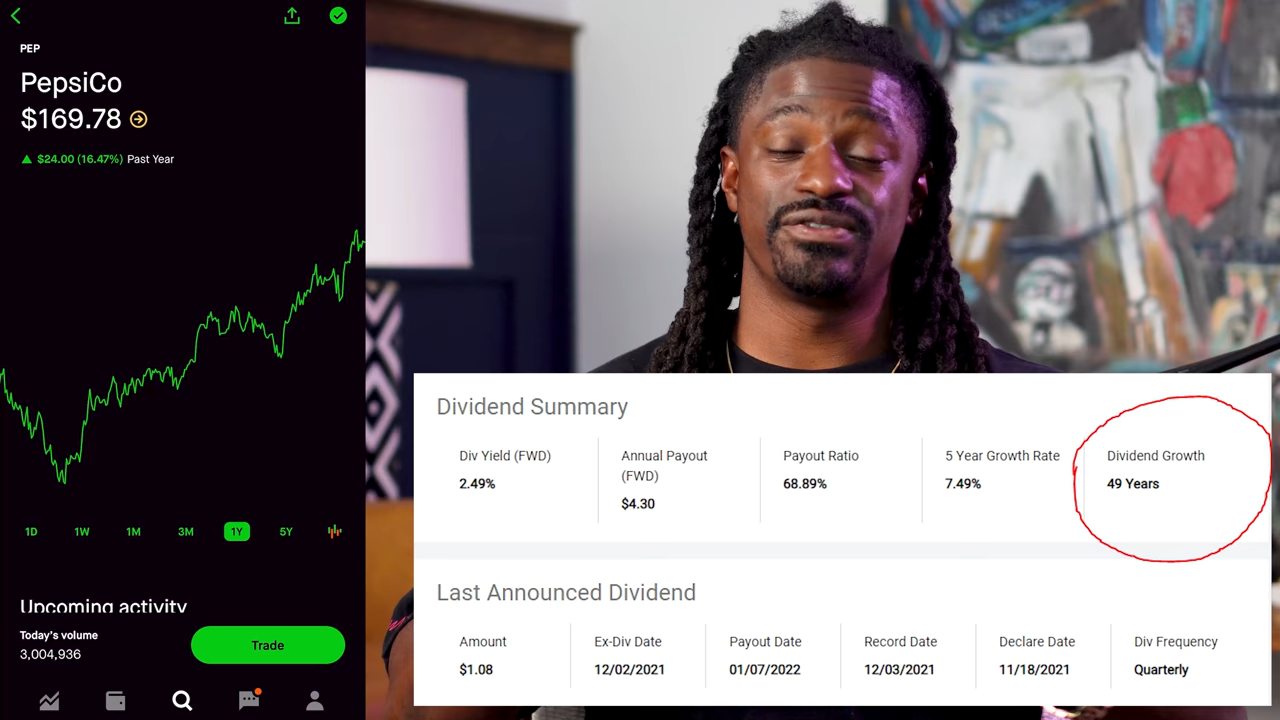 PEP
PepsiCo
$169.78
$24.00 (16.47%) Past Year
1D 1W 1M 3M 1Y 5Y
Upcoming activity
Today's volume
3,004,936
Trade
Dividend Summary
Div Yield (FWD)
2.49%
Annual Payout
(FWD)
$4.30
Payout Ratio
68.89%
5 Year Growth Rate
7.49%
Dividend Growth
49 Years
Last Announced Dividend
Amount
$1.08
Ex-Div Date
12/02/2021
Payout Date
01/07/2022
Record Date
12/03/2021
Declare Date
11/18/2021
Div Frequency
Quarterly